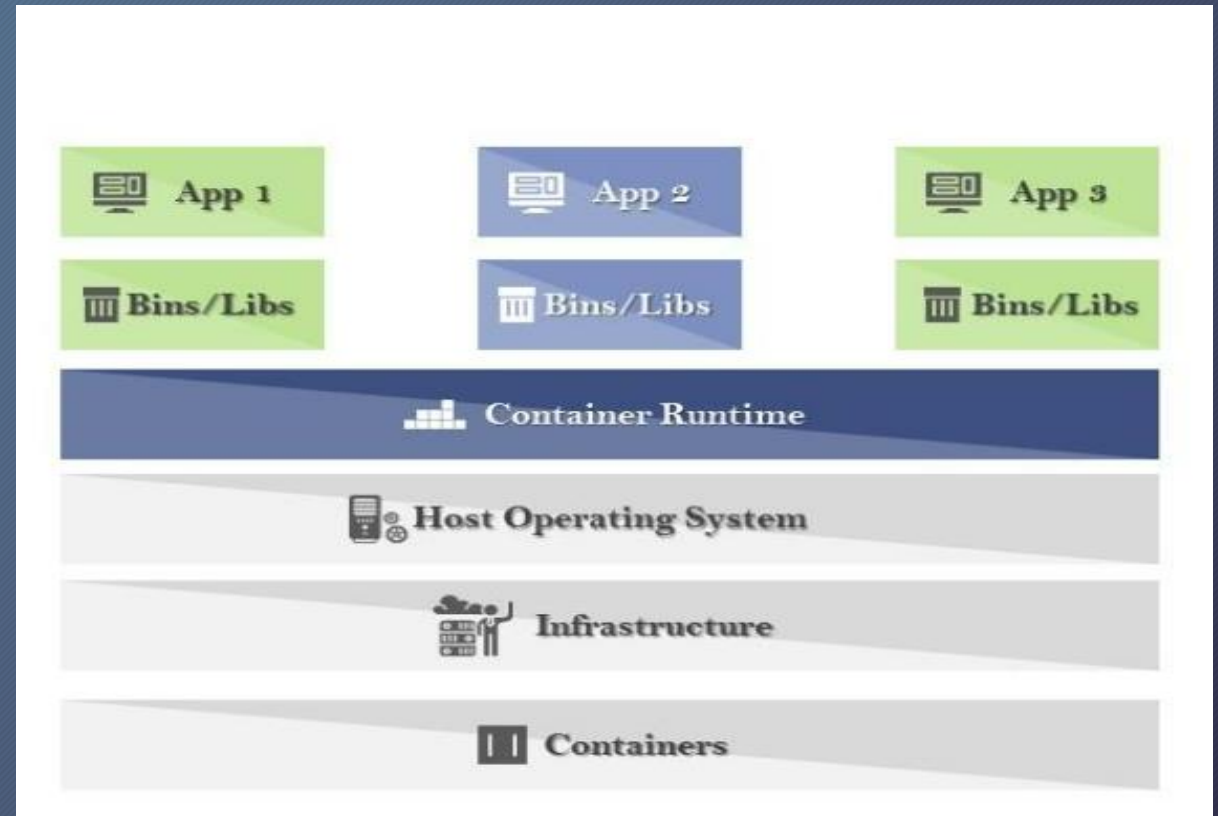 App 1
App 2
App 3
Bins/Libs
Bins/Libs
Bins/Libs
Container Runtime
Host Operating System
Infrastructure
Containers